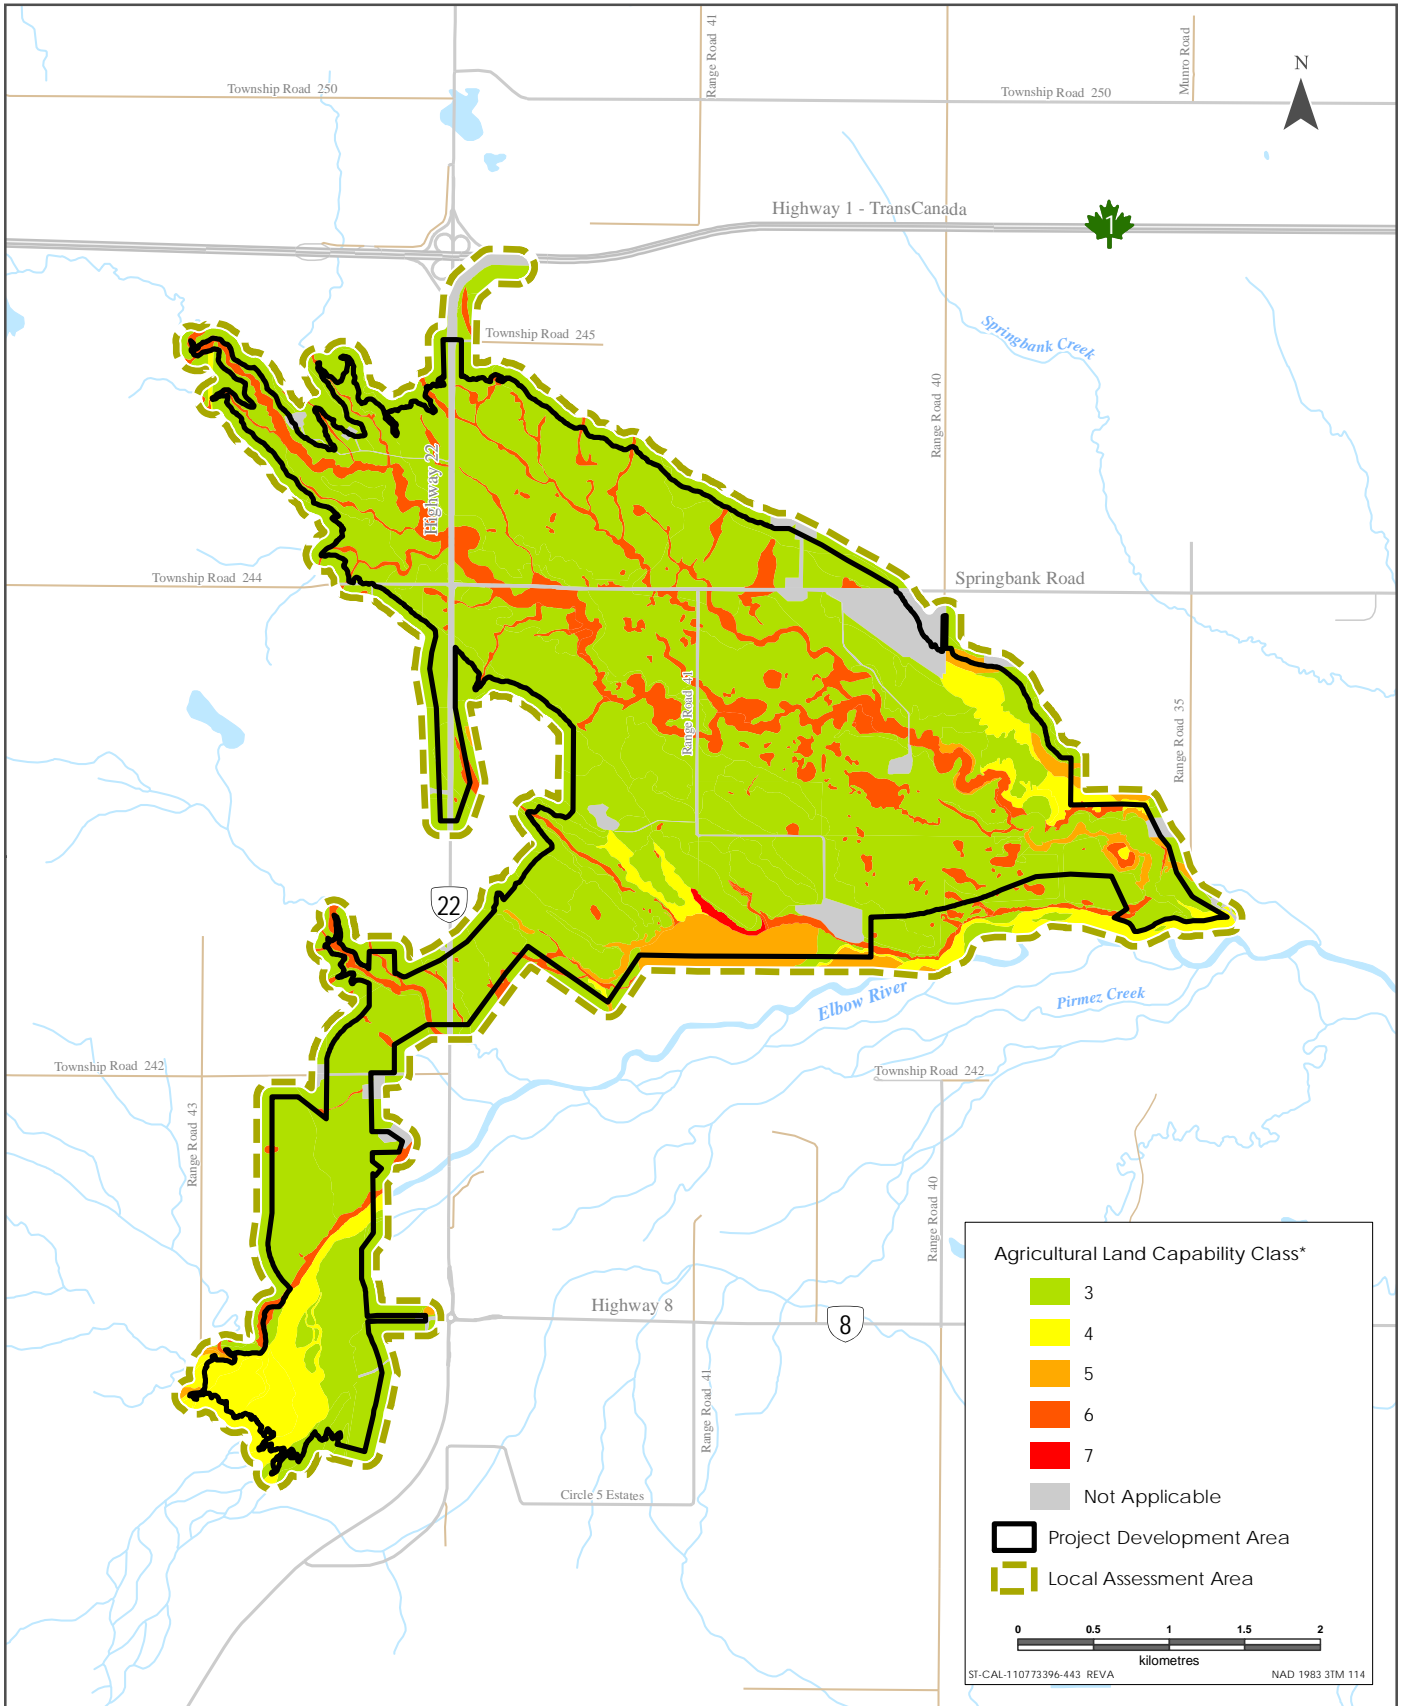 Range Road 41
Munro Road
N
Township Road 250
Township Road 250
Highway 1 - TransCanada
1
Springbank Creek
Township Road 245
Range Road 40
Highway 22
Township Road 244
Springbank Road
Range Road 41
Range Road 35
22
Elbow River
Pirmez Creek
Township Road 242
Township Road 242
Range Road 43
Range Road 40
Highway 8
8
Range Road 41
Circle 5 Estates
Agricultural Land Capability Class*
3
4
5
6
7
Not Applicable
Project Development Area
Local Assessment Area
0 0.5 1 1.5 2
kilometres
ST-CAL-110773396-443 REVA
NAD 1983 3TM 114